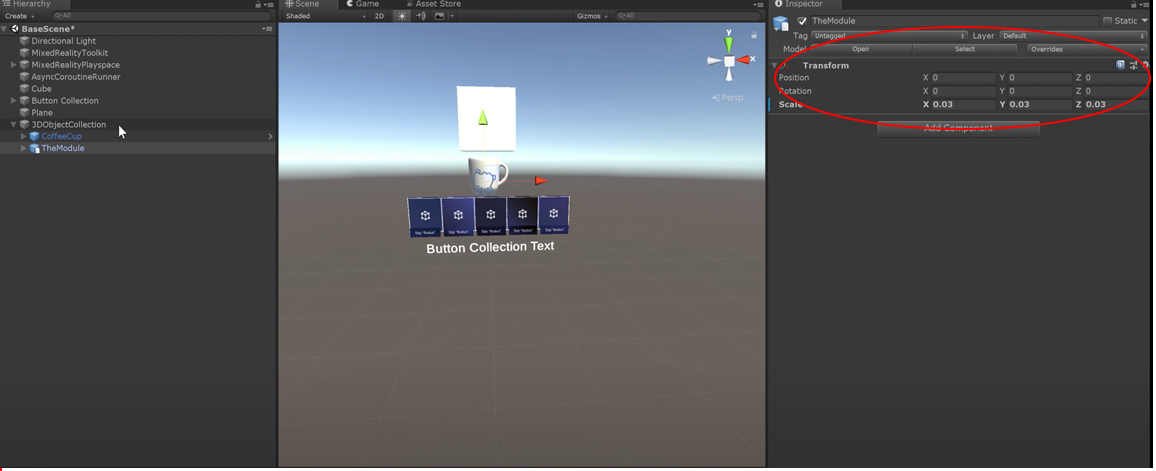 Hierarchy
Create
All
BaseScene*
Directional Light
MixedRealityToolkit
MixedRealityPlayspace
AsyncCoroutineRunner
Cube
Button Collection
Plane
3DObjectCollection
CoffeeCup
TheModule
Scene
Game
Asset Store
Shaded
2D
Gizmos
All
y
x
Persp
Say "Button" Say "Button" Say "Button" Say "Button" Say "Button"
Button Collection Text
Inspector
TheModule
Static
Tag Untagged Layer Default
Model Open Select Overrides
Transform
Position X 0 Y 0 Z 0
Rotation X 0 Y 0 Z 0
Scale X 0.03 Y 0.03 Z 0.03
Add Component